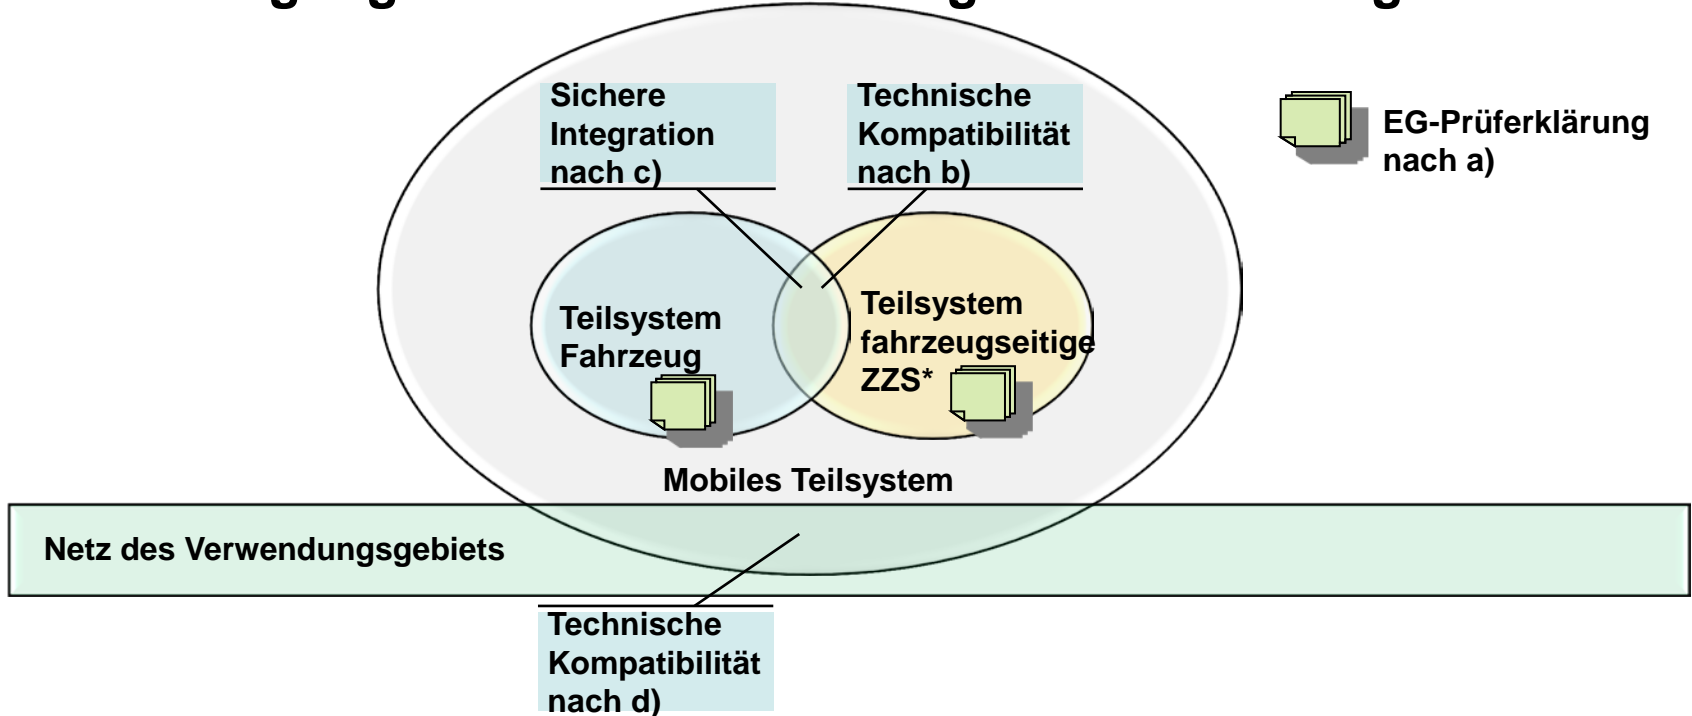 Sichere
Integration
nach c)
Technische
Kompatibilität
nach b)
EG-Prüferklärung
nach a)
Teilsystem
Fahrzeug
Teilsystem
fahrzeugseitige
ZZS*
Mobiles Teilsystem
Netz des Verwendungsgebiets
Technische
Kompatibilität
nach d)